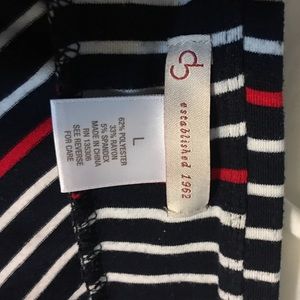 L
62% POLYESTER
33% RAYON
5% SPANDEX
MADE IN CHINA
RN 135306
SEE REVERSE
FOR CARE
established 1962